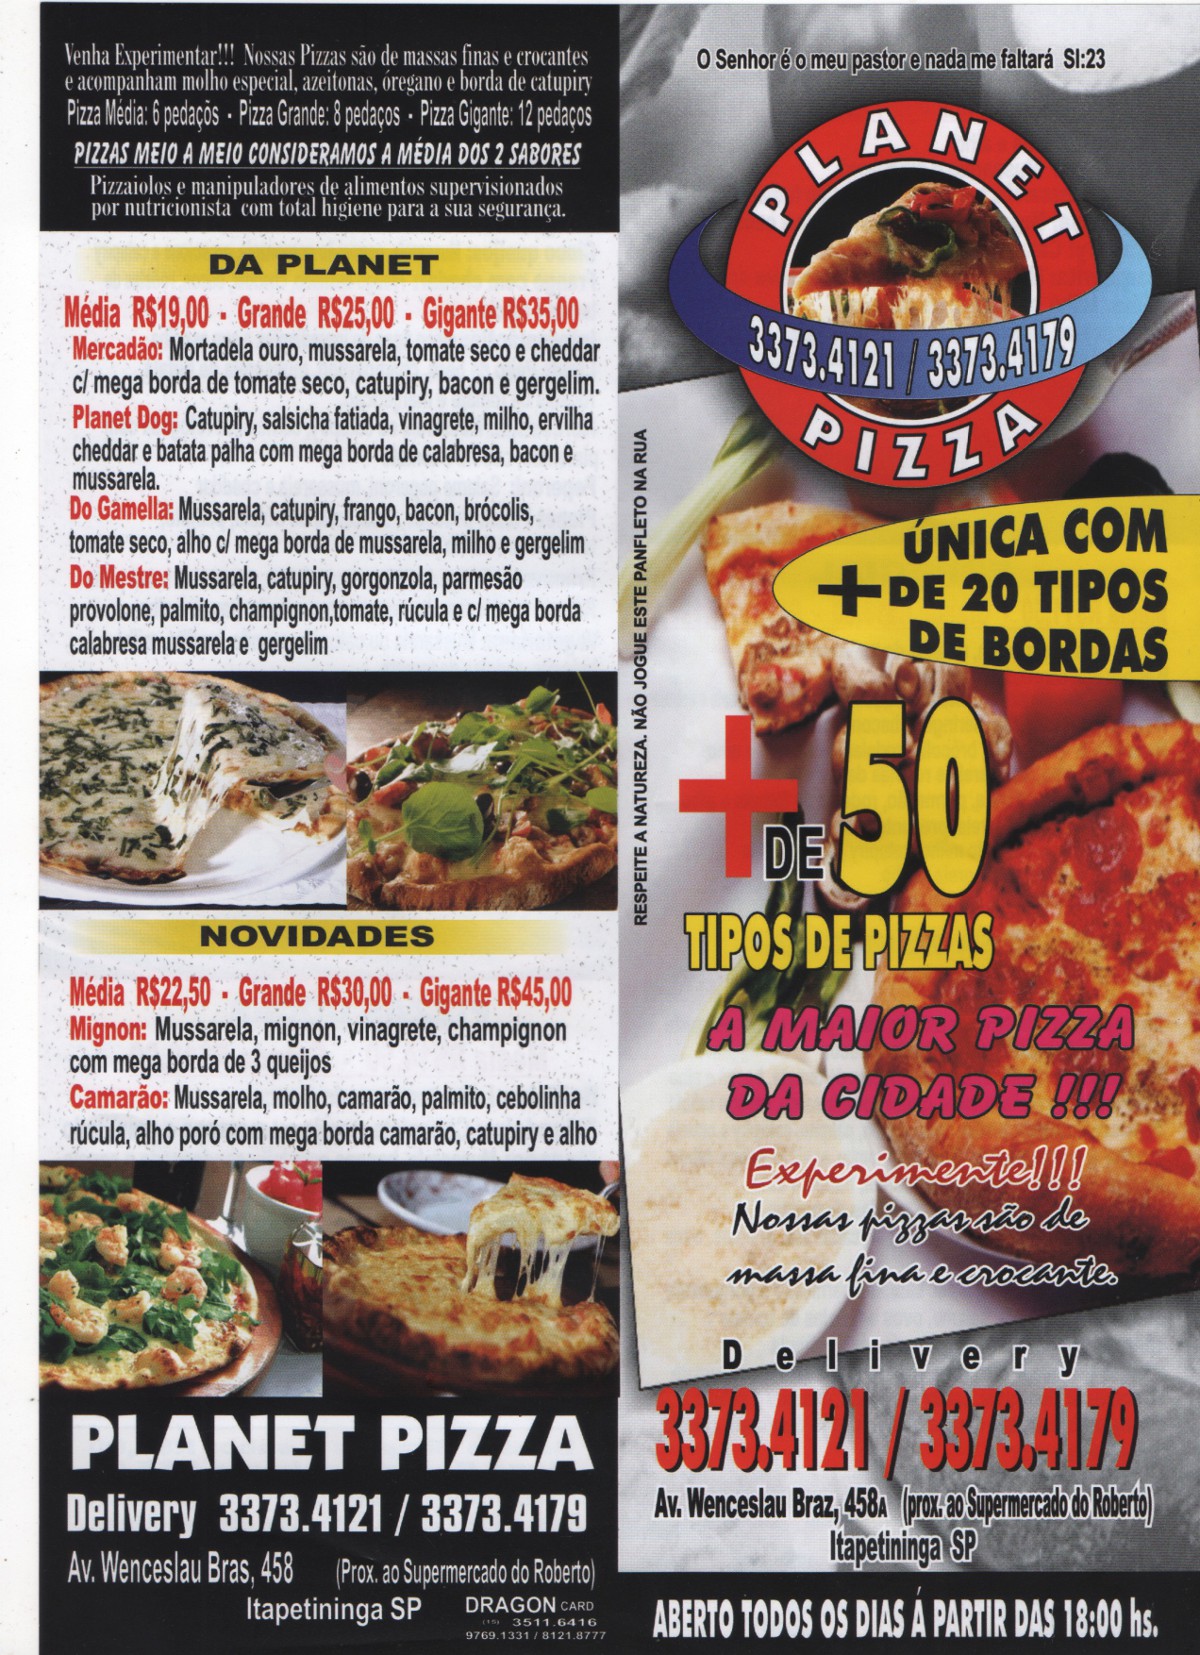 Venha Experimentar!!! Nossas Pizzas são de massas finas e crocantes
e acompanham molho especial, azeitonas, óregano e borda de catupiry
Pizza Média: 6 pedaçõs - Pizza Grande: 8 pedaços - Pizza Gigante: 12 pedaços
PIZZAS MEIO A MEIO CONSIDERAMOS A MÉDIA DOS 2 SABORES
Pizzaiolos e manipuladores de alimentos supervisionados
por nutricionista com total higiene para a sua segurança.
DA PLANET
Média R$19,00 - Grande R$25,00 - Gigante R$35,00
Mercadão: Mortadela ouro, mussarela, tomate seco e cheddar
c/ mega borda de tomate seco, catupiry, bacon e gergelim.
Planet Dog: Catupiry, salsicha fatiada, vinagrete, milho, ervilha
cheddar e batata palha com mega borda de calabresa, bacon e
mussarela.
Do Gamella: Mussarela, catupiry, frango, bacon, brócolis,
tomate seco, alho c/ mega borda de mussarela, milho e gergelim
Do Mestre: Mussarela, catupiry, gorgonzola, parmesão
provolone, palmito, champignon,tomate, rúcula e c/ mega borda
calabresa mussarela e gergelim
NOVIDADES
Média R$22,50 - Grande R$30,00 - Gigante R$45,00
Mignon: Mussarela, mignon, vinagrete, champignon
com mega borda de 3 queijos
Camarão: Mussarela, molho, camarão, palmito, cebolinha
rúcula, alho poró com mega borda camarão, catupiry e alho
PLANET PIZZA
Delivery 3373.4121 / 3373.4179
Av. Wenceslau Bras, 458 (Prox. ao Supermercado do Roberto)
Itapetininga SP
DRAGON CARD
(15) 3511.6416
9769.1331 / 8121.8777
RESPEITE A NATUREZA. NÃO JOGUE ESTE PANFLETO NA RUA
O Senhor é o meu pastor e nada me faltará Sl:23
PLANET
3373.4121 / 3373.4179
PIZZA
ÚNICA COM
+ DE 20 TIPOS
DE BORDAS
+ DE 50
TIPOS DE PIZZAS
A MAIOR PIZZA
DA CIDADE !!!
Experimente!!!
Nossas pizzas são de
massa fina e crocante.
Delivery
3373.4121 / 3373.4179
Av. Wenceslau Braz, 458A (prox. ao Supermercado do Roberto)
Itapetininga SP
ABERTO TODOS OS DIAS Á PARTIR DAS 18:00 hs.